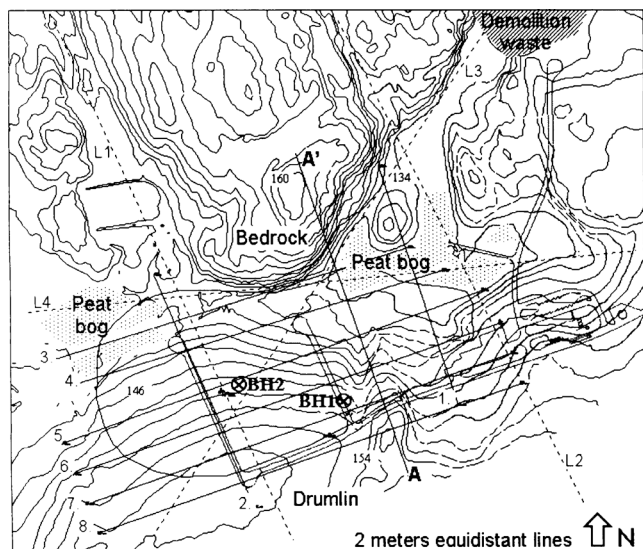 Demolition
waste
L3
L1
A'
160
134
Bedrock
Peat bog
L4
Peat
bog
3
4
146
BH2
BH1
1
5
6
154
L2
A
7
2
Drumlin
8
2 meters equidistant lines
N